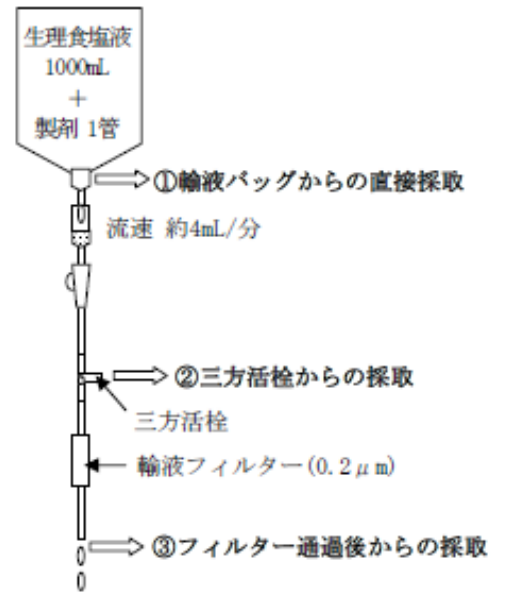 生理食塩液
1000mL
+
製剤 1管
①輸液バッグからの直接採取
流速 約4mL/分
②三方活栓からの採取
三方活栓
輸液フィルター(0.2μm)
③フィルター通過後からの採取